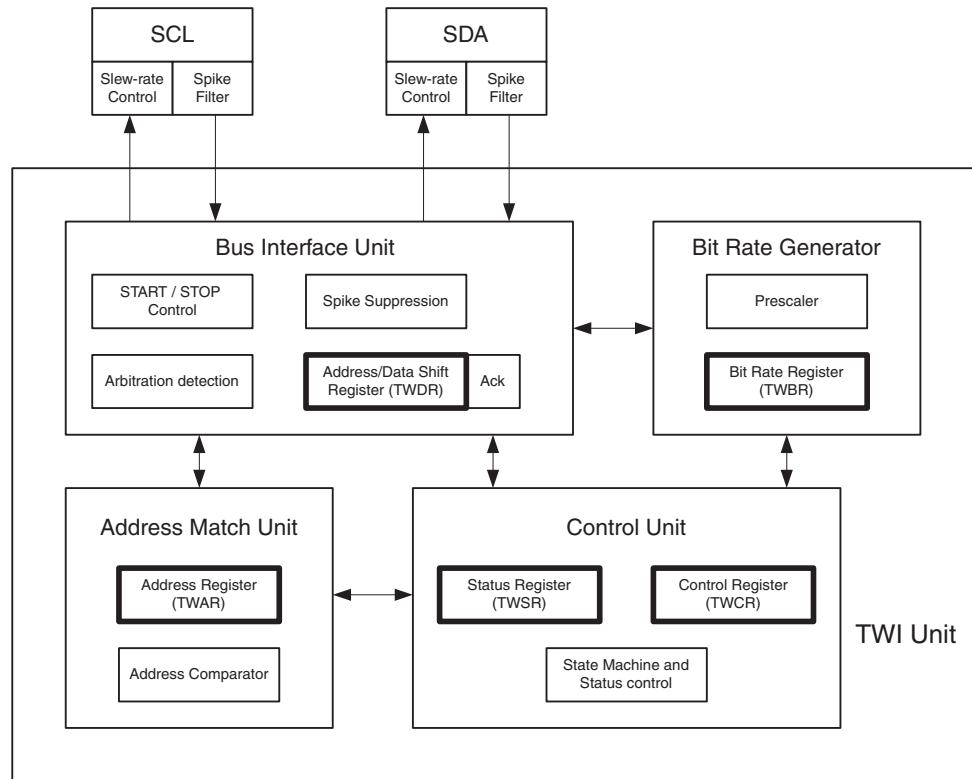 SCL
Slew-rate
Control
Spike
Filter
SDA
Slew-rate
Control
Spike
Filter
Bus Interface Unit
START / STOP
Control
Spike Suppression
Arbitration detection
Address/Data Shift
Register (TWDR)
Ack
Bit Rate Generator
Prescaler
Bit Rate Register
(TWBR)
Address Match Unit
Address Register
(TWAR)
Address Comparator
Control Unit
Status Register
(TWSR)
Control Register
(TWCR)
State Machine and
Status control
TWI Unit